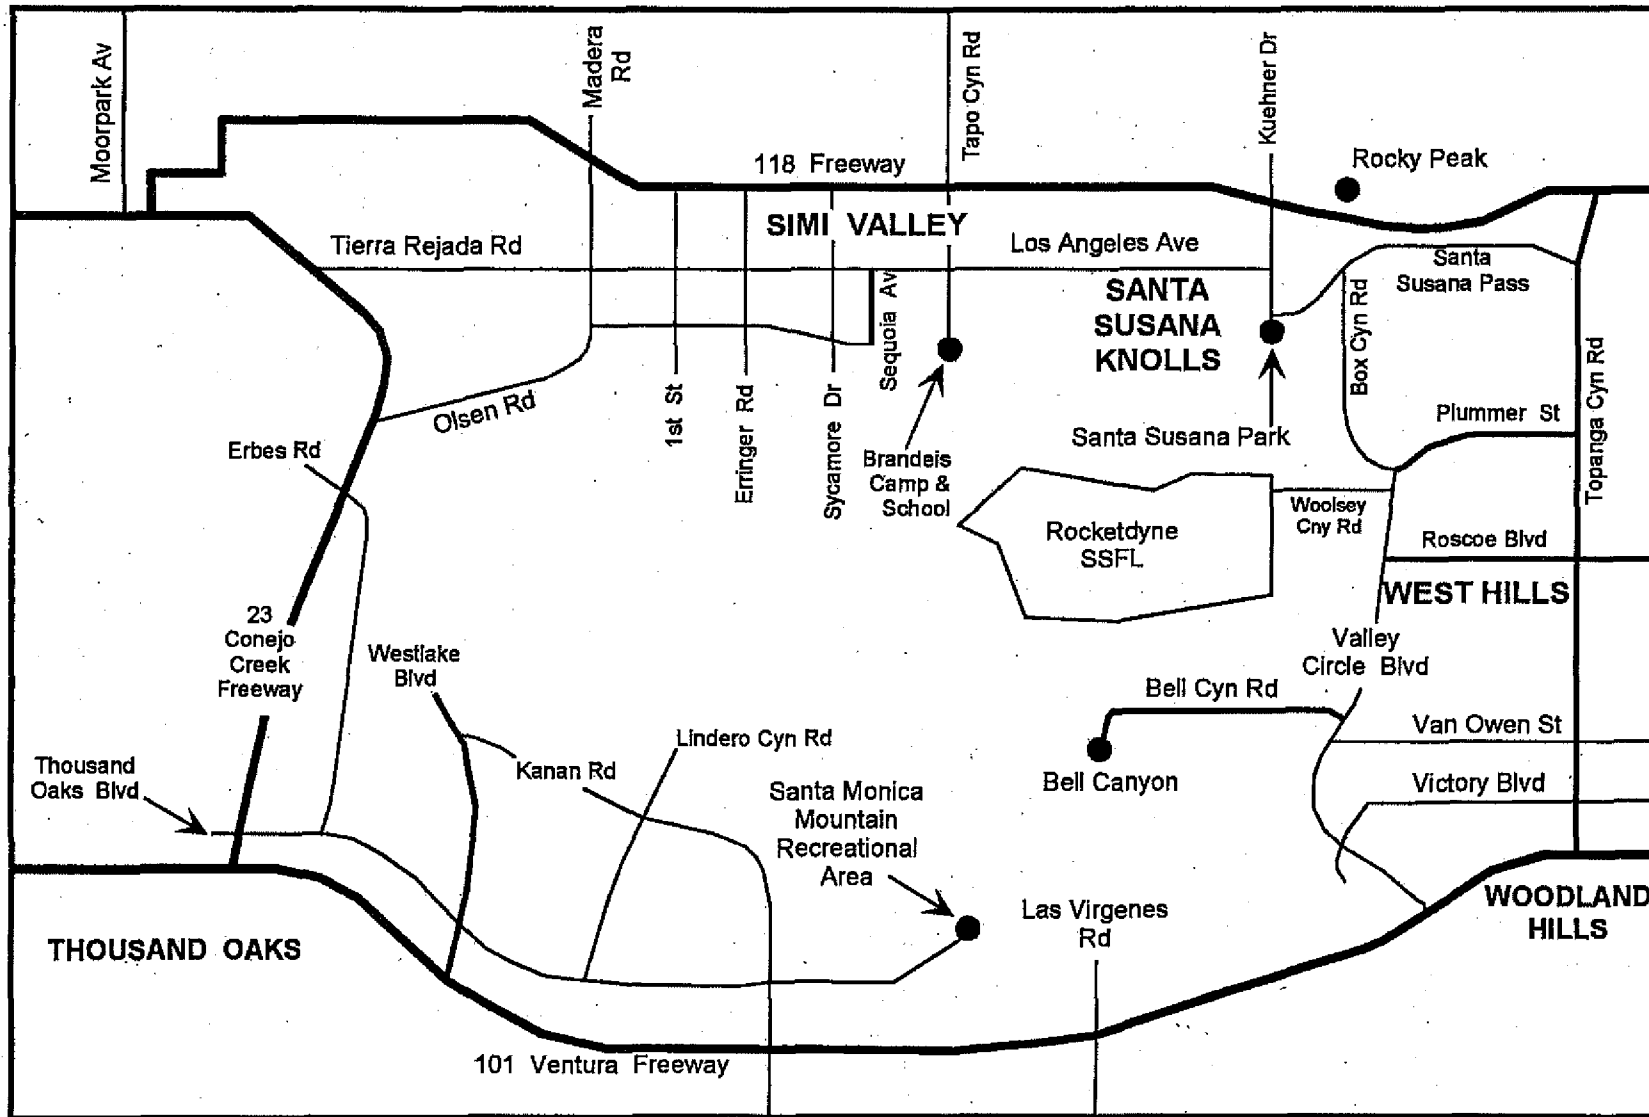 Moorpark Av
Madera
Rd
Tapo Cyn Rd
Kuehner Dr
118 Freeway
Rocky Peak
SIMI VALLEY
Tierra Rejada Rd
Los Angeles Ave
Santa
Susana Pass
SANTA
SUSANA
KNOLLS
Sequoia Av
Box Cyn Rd
Topanga Cyn Rd
Olsen Rd
1st St
Erringer Rd
Sycamore Dr
Plummer St
Santa Susana Park
Erbes Rd
Brandeis
Camp &
School
Woolsey
Cny Rd
Rocketdyne
SSFL
Roscoe Blvd
WEST HILLS
23
Conejo
Creek
Freeway
Westlake
Blvd
Valley
Circle Blvd
Bell Cyn Rd
Van Owen St
Lindero Cyn Rd
Kanan Rd
Thousand
Oaks Blvd
Bell Canyon
Victory Blvd
Santa Monica
Mountain
Recreational
Area
Las Virgenes
Rd
WOODLAND
HILLS
THOUSAND OAKS
101 Ventura Freeway